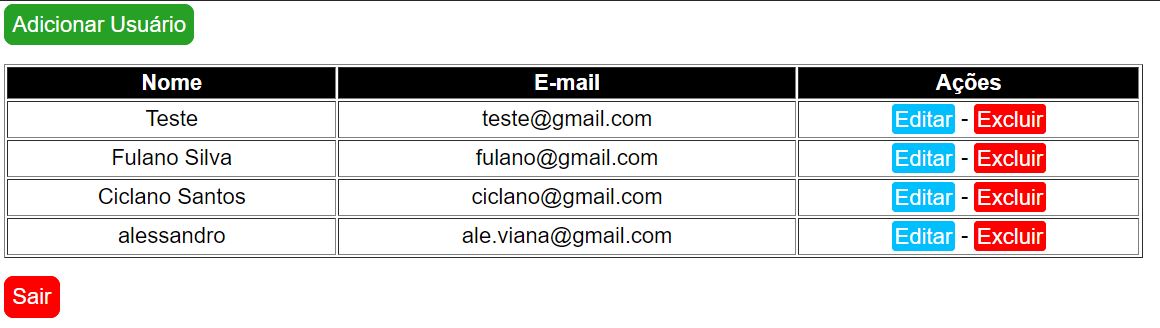 Adicionar Usuário
Nome E-mail Ações
Teste teste@gmail.com Editar - Excluir
Fulano Silva fulano@gmail.com Editar - Excluir
Ciclano Santos ciclano@gmail.com Editar - Excluir
alessandro ale.viana@gmail.com Editar - Excluir
Sair